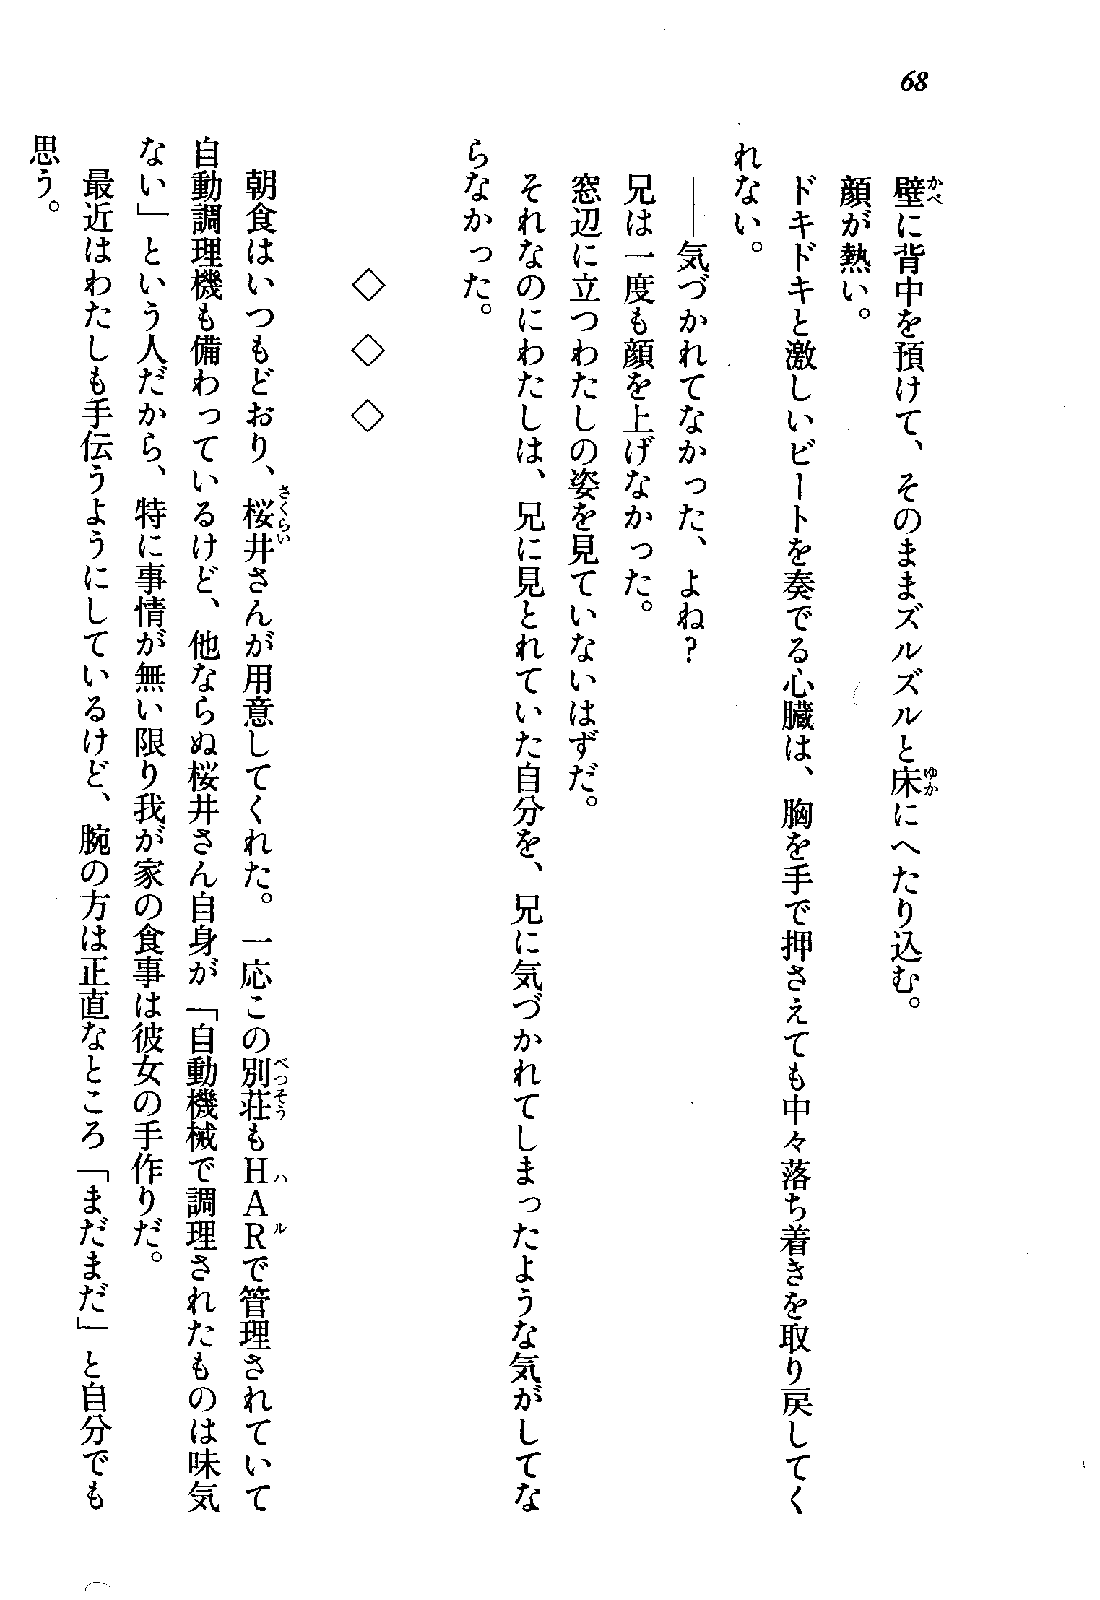 68
壁に背中を預けて、そのままズルズルと床にへたり込む。
顔が熱い。
ドキドキと激しいビートを奏でる心臓は、胸を手で押さえても中々落ち着きを取り戻してく
れない。
――気づかれてなかった、よね?
兄は一度も顔を上げなかった。
窓辺に立つわたしの姿を見ていないはずだ。
それなのにわたしは、兄に見とれていた自分を、兄に気づかれてしまったような気がしてな
らなかった。
◇ ◇ ◇
朝食はいつもどおり、桜井さんが用意してくれた。一応この別荘もHARで管理されていて
自動調理機も備わっているけど、他ならぬ桜井さん自身が「自動機械で調理されたものは味気
ない」という人だから、特に事情が無い限り我が家の食事は彼女の手作りだ。
最近はわたしも手伝うようにしているけど、腕の方は正直なところ「まだまだ」と自分でも
思う。